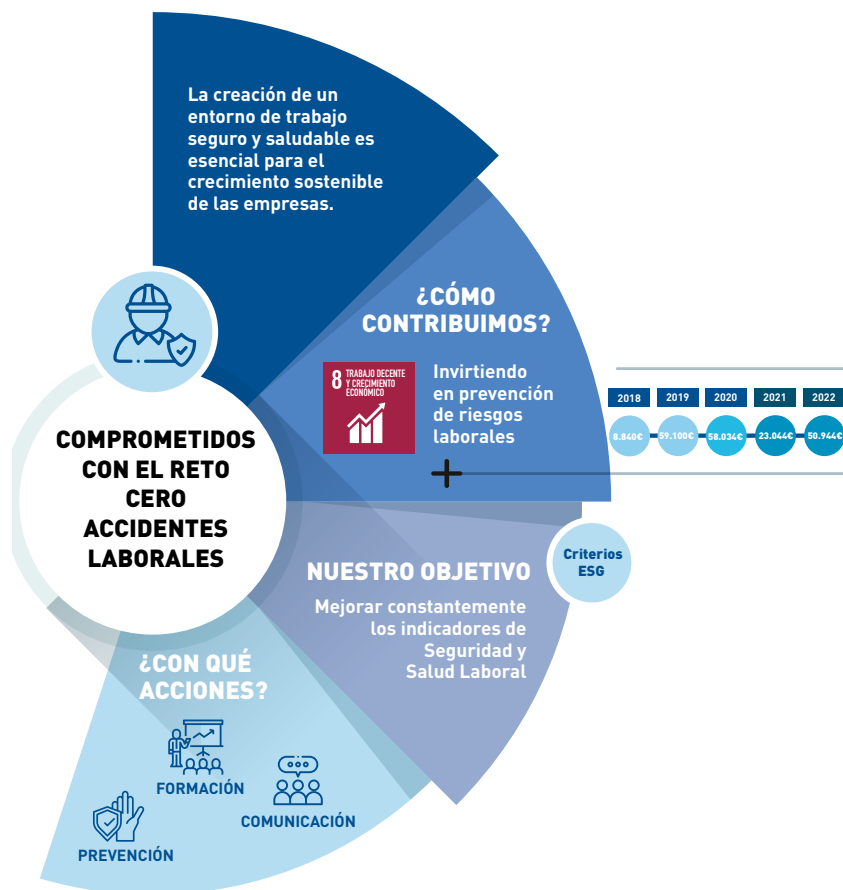 La creación de un
entorno de trabajo
seguro y saludable es
esencial para el
crecimiento sostenible
de las empresas.
¿CÓMO
CONTRIBUIMOS?
8 TRABAJO DECENTE
Y CRECIMIENTO
ECONÓMICO
Invirtiendo
en prevención
de riesgos
laborales
+
2018 2019 2020 2021 2022
8.840€ 59.100€ 58.034€ 23.044€ 50.944€
COMPROMETIDOS
CON EL RETO
CERO
ACCIDENTES
LABORALES
Criterios
ESG
NUESTRO OBJETIVO
Mejorar constantemente
los indicadores de
Seguridad y
Salud Laboral
¿CON QUÉ
ACCIONES?
FORMACIÓN
COMUNICACIÓN
PREVENCIÓN